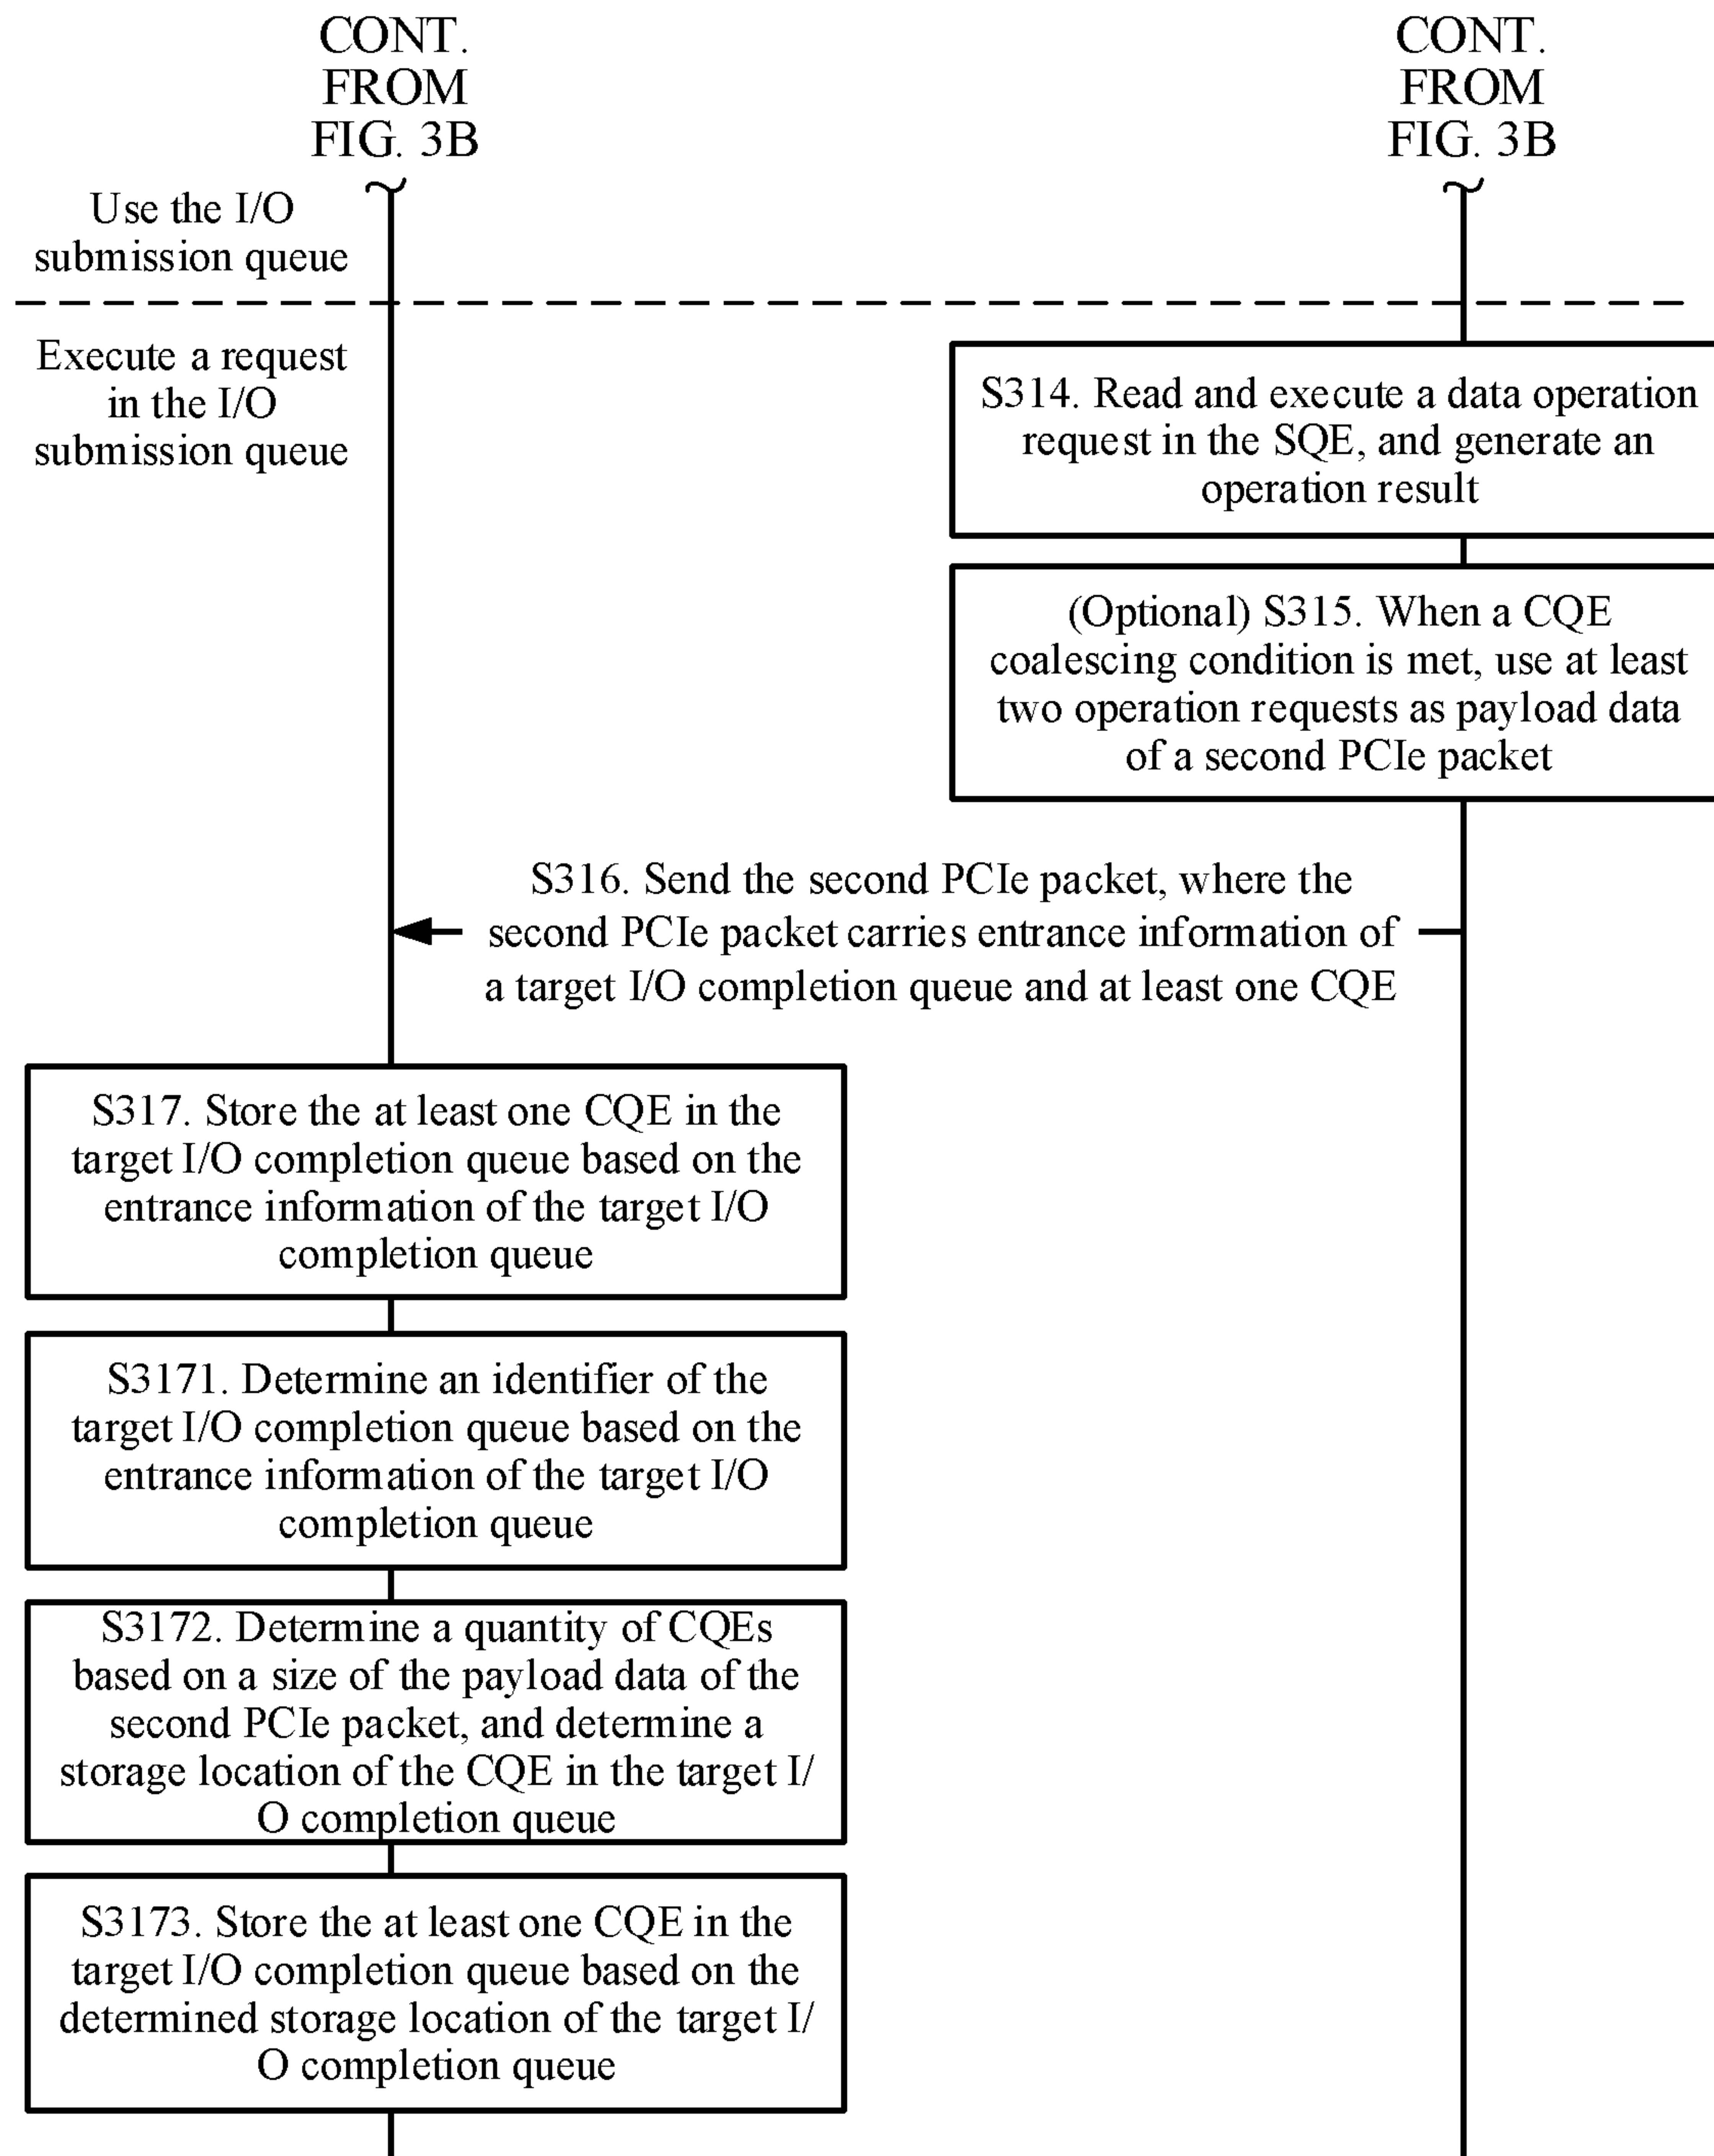 CONT.
FROM
FIG. 3B
CONT.
FROM
FIG. 3B
Use the I/O
submission queue
Execute a request
in the I/O
submission queue
S314. Read and execute a data operation
request in the SQE, and generate an
operation result
(Optional) S315. When a CQE
coalescing condition is met, use at least
two operation requests as payload data
of a second PCIe packet
S316. Send the second PCIe packet, where the
second PCIe packet carries entrance information of
a target I/O completion queue and at least one CQE
S317. Store the at least one CQE in the
target I/O completion queue based on the
entrance information of the target I/O
completion queue
S3171. Determine an identifier of the
target I/O completion queue based on the
entrance information of the target I/O
completion queue
S3172. Determine a quantity of CQEs
based on a size of the payload data of the
second PCIe packet, and determine a
storage location of the CQE in the target I/
O completion queue
S3173. Store the at least one CQE in the
target I/O completion queue based on the
determined storage location of the target I/
O completion queue